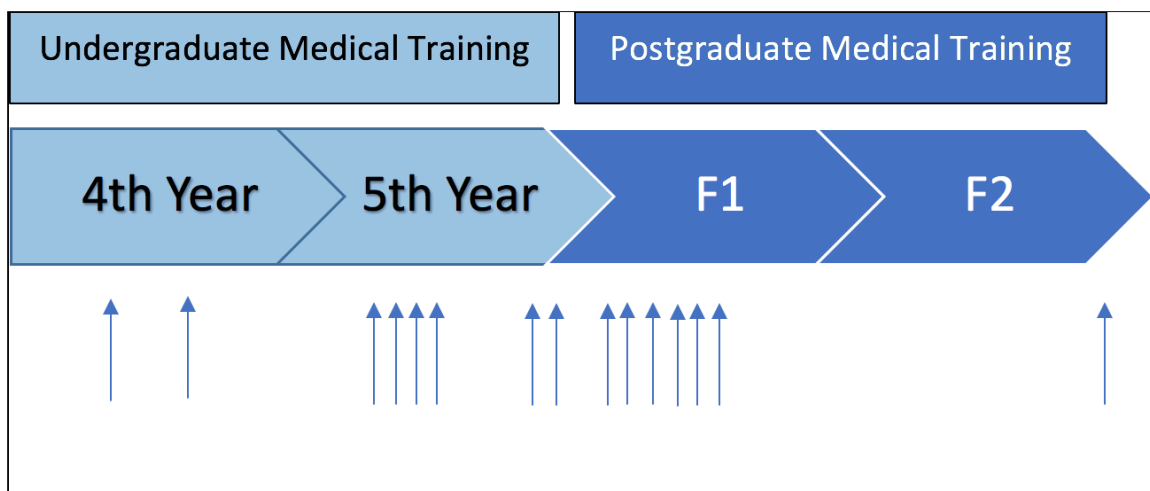 Undergraduate Medical Training
Postgraduate Medical Training
4th Year
5th Year
F1
F2